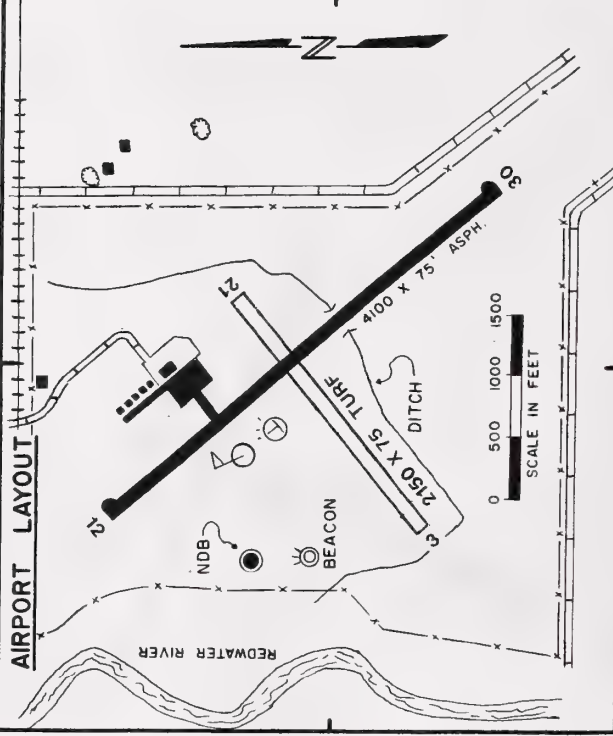 AIRPORT LAYOUT
N
12
21
30
4100 X 75' ASPH.
2150 X 75 TURF
3
DITCH
NDB
BEACON
T
REDWATER RIVER
0 500 1000 1500
SCALE IN FEET